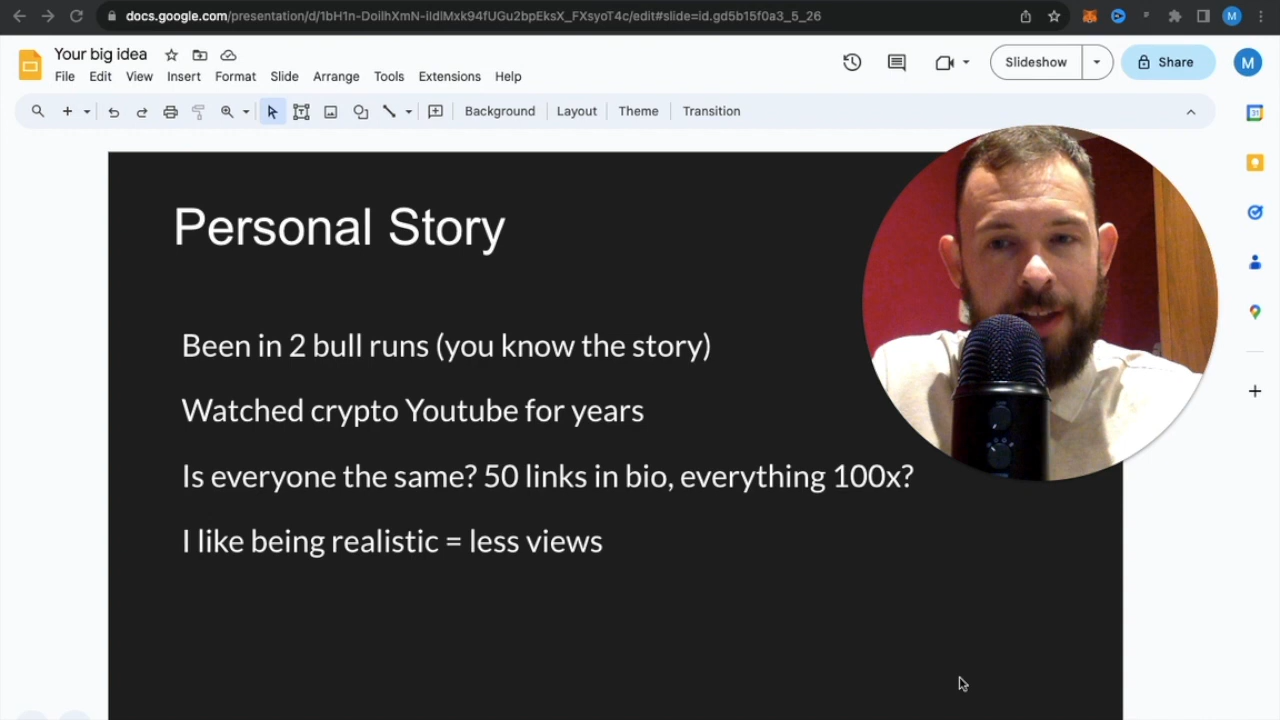 docs.google.com/presentation/d/1bH1n-DoilhXmN-iIdlMxk94fUGu2bpEksX_FXsyoT4c/edit#slide=id.gd5b15f0a3_5_26
M
Your big idea
File Edit View Insert Format Slide Arrange Tools Extensions Help
Slideshow
Share
M
Background Layout Theme Transition
31
Personal Story
Been in 2 bull runs (you know the story)
Watched crypto Youtube for years
Is everyone the same? 50 links in bio, everything 100x?
I like being realistic = less views